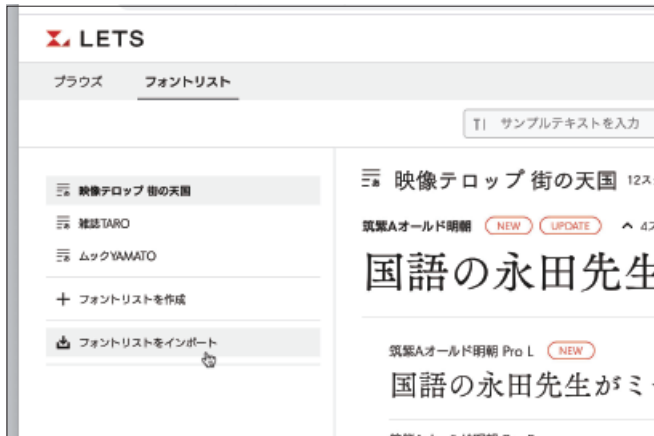 LETS
ブラウズ フォントリスト
サンプルテキストを入力
映像テロップ 街の天国
雑誌TARO
ムックYAMATO
フォントリストを作成
フォントリストをインポート
映像テロップ 街の天国 12ス
筑紫Aオールド明朝 NEW UPDATE 4ス
国語の永田先生
筑紫Aオールド明朝 Pro L NEW
国語の永田先生がミ